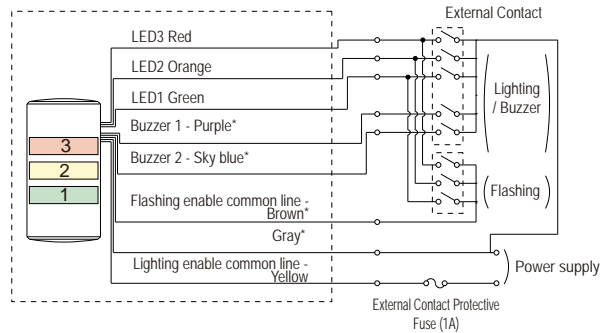 External Contact
LED3 Red
LED2 Orange
LED1 Green
Buzzer 1 - Purple*
Buzzer 2 - Sky blue*
Lighting
/ Buzzer
3
2
1
Flashing enable common line -
Brown*
(Flashing)
Gray*
Lighting enable common line -
Yellow
Power supply
External Contact Protective
Fuse (1A)